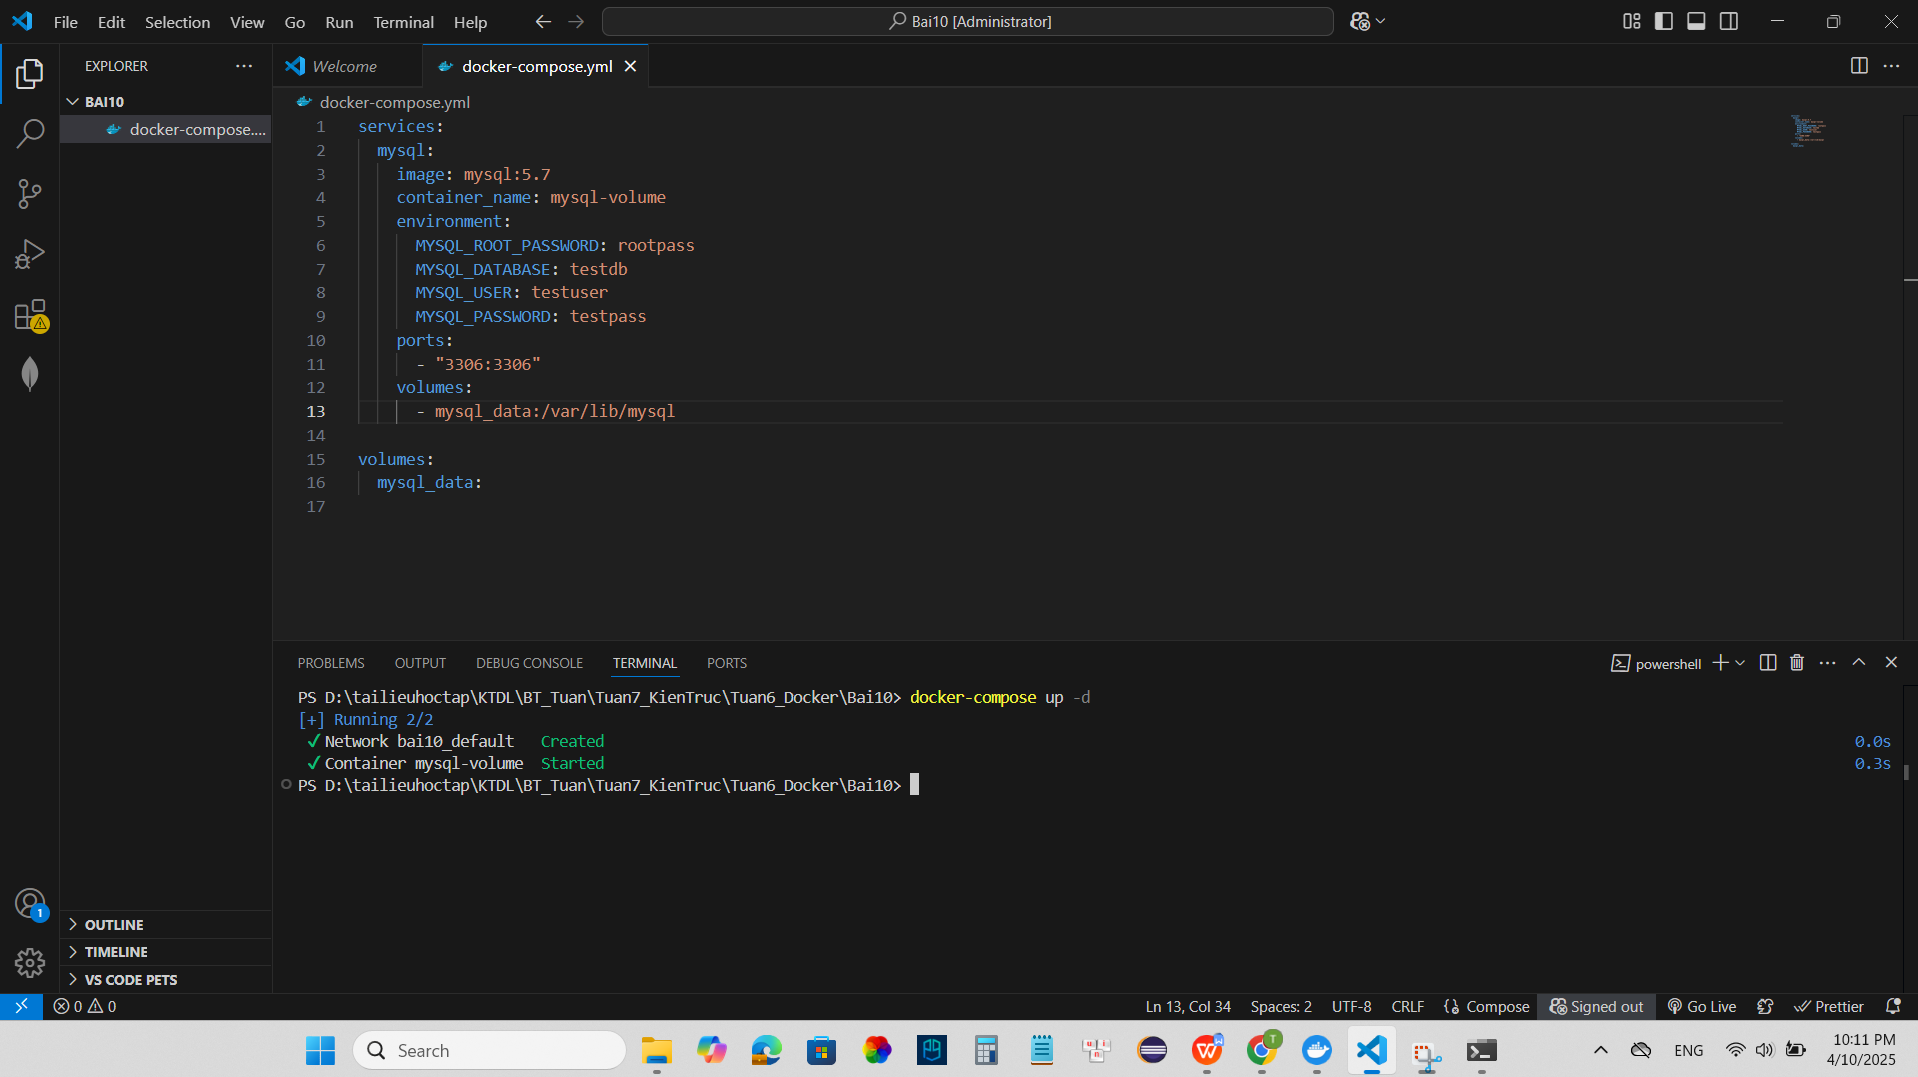 File Edit Selection View Go Run Terminal Help
Bai10 [Administrator]
EXPLORER
Welcome
docker-compose.yml
BAI10
docker-compose....
docker-compose.yml
1 services:
2 mysql:
3 image: mysql:5.7
4 container_name: mysql-volume
5 environment:
6 MYSQL_ROOT_PASSWORD: rootpass
7 MYSQL_DATABASE: testdb
8 MYSQL_USER: testuser
9 MYSQL_PASSWORD: testpass
10 ports:
11 - "3306:3306"
12 volumes:
13 - mysql_data:/var/lib/mysql
14
15 volumes:
16 mysql_data:
17
PROBLEMS OUTPUT DEBUG CONSOLE TERMINAL PORTS
powershell
PS D:\tailieuhoctap\KTDL\BT_Tuan\Tuan7_KienTruc\Tuan6_Docker\Bai10> docker-compose up -d
[+] Running 2/2
✓Network bai10_default Created 0.0s
✓Container mysql-volume Started 0.3s
PS D:\tailieuhoctap\KTDL\BT_Tuan\Tuan7_KienTruc\Tuan6_Docker\Bai10>
1
OUTLINE
TIMELINE
VS CODE PETS
0 0
Ln 13, Col 34 Spaces: 2 UTF-8 CRLF {} Compose Signed out Go Live Prettier
Search
ENG
10:11 PM
4/10/2025